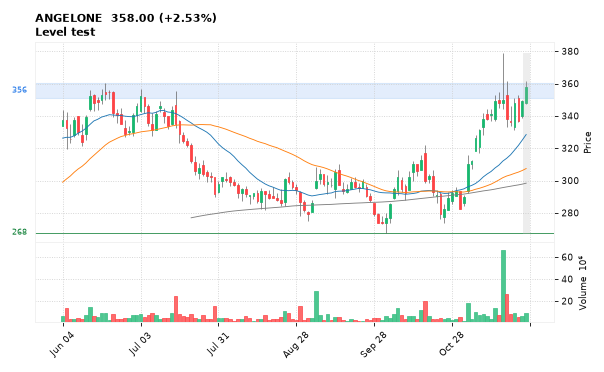 ANGELONE 358.00 (+2.53%)
Level test
380
360
356
340
320
300
280
268
Price
60
40
20
Volume 10⁶
Jun 04
Jul 03
Jul 31
Aug 28
Sep 28
Oct 28